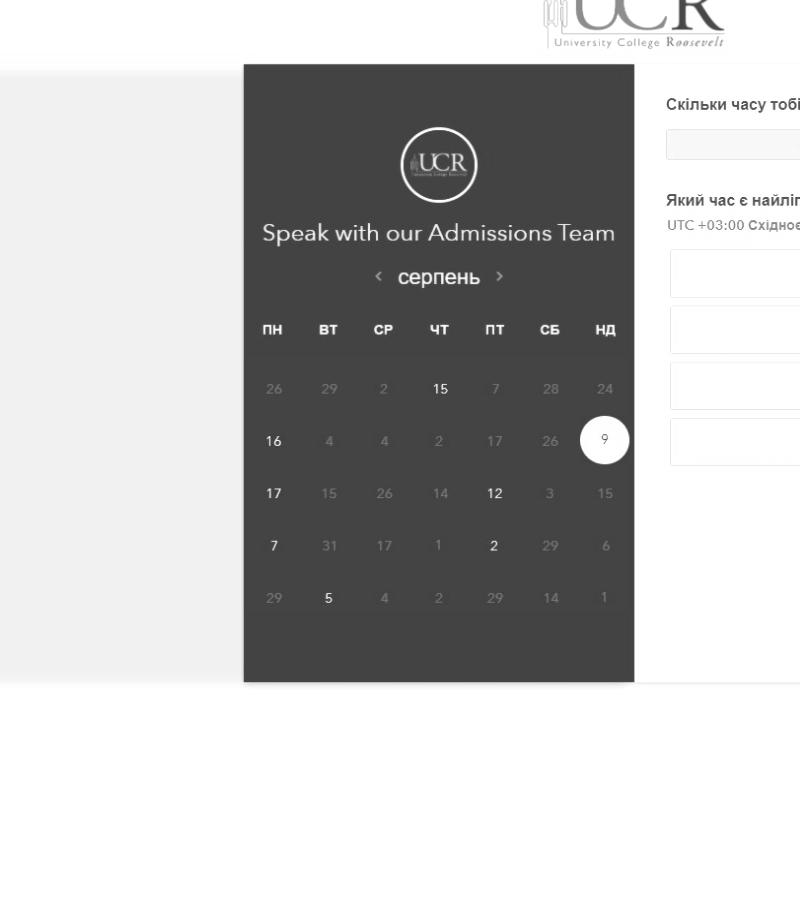 UCR
University College Roosevelt
UCR
Speak with our Admissions Team
серпень
ПН ВТ СР ЧТ ПТ СБ НД
26 29 2 15 7 28 24
16 4 4 2 17 26 9
17 15 26 14 12 3 15
7 31 17 1 2 29 6
29 5 4 2 29 14 1
Скільки часу тобі
Який час є найліп
UTC +03:00 Східноє